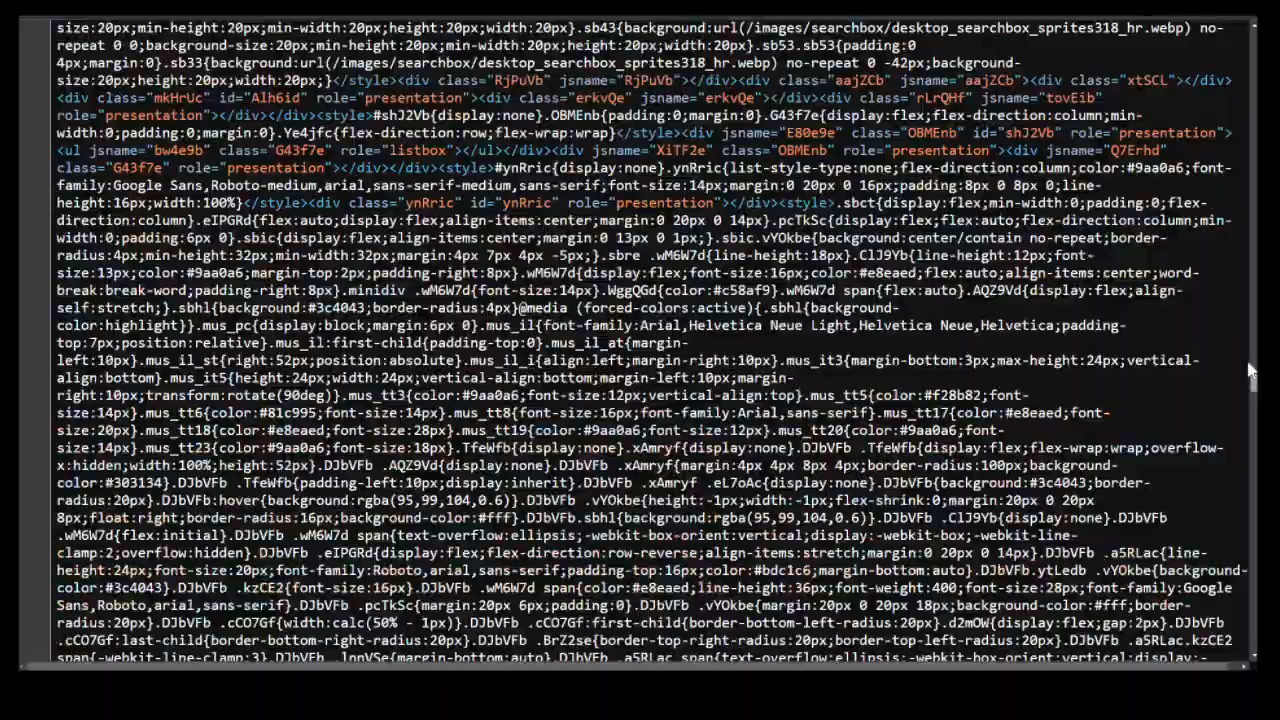 size:20px;min-height:20px;min-width:20px;height:20px;width:20px}.sb43{background:url(/images/searchbox/desktop_searchbox_sprites318_hr.webp) no-
repeat 0 0;background-size:20px;min-height:20px;min-width:20px;height:20px;width:20px}.sb53.sb53{padding:0
4px;margin:0}.sb33{background:url(/images/searchbox/desktop_searchbox_sprites318_hr.webp) no-repeat 0 -42px;background-
size:20px;height:20px;width:20px;}</style><div class="RjPuVb" jsname="RjPuVb"></div><div class="aajZCb" jsname="aajZCb"><div class="xtSCL"></div>
<div class="mkHrUc" id="Alh6id" role="presentation"><div class="erkvQe" jsname="erkvQe"></div><div class="rLrQHf" jsname="tovEib"
role="presentation"></div></div><style>#shJ2Vb{display:none}.OBMEnb{padding:0;margin:0}.G43f7e{display:flex;flex-direction:column;min-
width:0;padding:0;margin:0}.Ye4jfc{flex-direction:row;flex-wrap:wrap}</style><div jsname="E80e9e" class="OBMEnb" id="shJ2Vb" role="presentation">
<ul jsname="bw4e9b" class="G43f7e" role="listbox"></ul></div><div jsname="XiTF2e" class="OBMEnb" role="presentation"><div jsname="Q7Erhd"
class="G43f7e" role="presentation"></div></div><style>#ynRric{display:none}.ynRric{list-style-type:none;flex-direction:column;color:#9aa0a6;font-
family:Google Sans,Roboto-medium,arial,sans-serif-medium,sans-serif;font-size:14px;margin:0 20px 0 16px;padding:8px 0 8px 0;line-
height:16px;width:100%}</style><div class="ynRric" id="ynRric" role="presentation"></div><style>.sbct{display:flex;min-width:0;padding:0;flex-
direction:column}.eIPGRd{flex:auto;display:flex;align-items:center;margin:0 20px 0 14px}.pcTkSc{display:flex;flex:auto;flex-direction:column;min-
width:0;padding:6px 0}.sbic{display:flex;align-items:center;margin:0 13px 0 1px;}.sbic.vYOkbe{background:center/contain no-repeat;border-
radius:4px;min-height:32px;min-width:32px;margin:4px 7px 4px -5px;}.sbre .wM6W7d{line-height:18px}.ClJ9Yb{line-height:12px;font-
size:13px;color:#9aa0a6;margin-top:2px;padding-right:8px}.wM6W7d{display:flex;font-size:16px;color:#e8eaed;flex:auto;align-items:center;word-
break:break-word;padding-right:8px}.minidiv .wM6W7d{font-size:14px}.WggQGd{color:#c58af9}.wM6W7d span{flex:auto}.AQZ9Vd{display:flex;align-
self:stretch;}.sbhl{background:#3c4043;border-radius:4px}@media (forced-colors:active){.sbhl{background-
color:highlight}}.mus_pc{display:block;margin:6px 0}.mus_il{font-family:Arial,Helvetica Neue Light,Helvetica Neue,Helvetica;padding-
top:7px;position:relative}.mus_il:first-child{padding-top:0}.mus_il_at{margin-
left:10px}.mus_il_st{right:52px;position:absolute}.mus_il_i{align:left;margin-right:10px}.mus_it3{margin-bottom:3px;max-height:24px;vertical-
align:bottom}.mus_it5{height:24px;width:24px;vertical-align:bottom;margin-left:10px;margin-
right:10px;transform:rotate(90deg)}.mus_tt3{color:#9aa0a6;font-size:12px;vertical-align:top}.mus_tt5{color:#f28b82;font-
size:14px}.mus_tt6{color:#81c995;font-size:14px}.mus_tt8{font-size:16px;font-family:Arial,sans-serif}.mus_tt17{color:#e8eaed;font-
size:20px}.mus_tt18{color:#e8eaed;font-size:28px}.mus_tt19{color:#9aa0a6;font-size:12px}.mus_tt20{color:#9aa0a6;font-
size:14px}.mus_tt23{color:#9aa0a6;font-size:18px}.TfeWfb{display:none}.xAmryf{display:none}.DJbVFb .TfeWfb{display:flex;flex-wrap:wrap;overflow-
x:hidden;width:100%;height:52px}.DJbVFb .AQZ9Vd{display:none}.DJbVFb .xAmryf{margin:4px 4px 8px 4px;border-radius:100px;background-
color:#303134}.DJbVFb .TfeWfb{padding-left:10px;display:inherit}.DJbVFb .xAmryf .eL7oAc{display:none}.DJbVFb{background:#3c4043;border-
radius:20px}.DJbVFb:hover{background:rgba(95,99,104,0.6)}.DJbVFb .vYOkbe{height:-1px;width:-1px;flex-shrink:0;margin:20px 0 20px
8px;float:right;border-radius:16px;background-color:#fff}.DJbVFb.sbhl{background:rgba(95,99,104,0.6)}.DJbVFb .ClJ9Yb{display:none}.DJbVFb
.wM6W7d{flex:initial}.DJbVFb .wM6W7d span{text-overflow:ellipsis;-webkit-box-orient:vertical;display:-webkit-box;-webkit-line-
clamp:2;overflow:hidden}.DJbVFb .eIPGRd{display:flex;flex-direction:row-reverse;align-items:stretch;margin:0 20px 0 14px}.DJbVFb .a5RLac{line-
height:24px;font-size:20px;font-family:Roboto,arial,sans-serif;padding-top:16px;color:#bdc1c6;margin-bottom:auto}.DJbVFb.ytLedb .vYOkbe{background-
color:#3c4043}.DJbVFb .kzCE2{font-size:16px}.DJbVFb .wM6W7d span{color:#e8eaed;line-height:36px;font-weight:400;font-size:28px;font-family:Google
Sans,Roboto,arial,sans-serif}.DJbVFb .pcTkSc{margin:20px 6px;padding:0}.DJbVFb .vYOkbe{margin:20px 0 20px 18px;background-color:#fff;border-
radius:20px}.DJbVFb .cCO7Gf{width:calc(50% - 1px)}.DJbVFb .cCO7Gf:first-child{border-bottom-left-radius:20px}.d2mOW{display:flex;gap:2px}.DJbVFb
.cCO7Gf:last-child{border-bottom-right-radius:20px}.DJbVFb .BrZ2se{border-top-right-radius:20px;border-top-left-radius:20px}.DJbVFb .a5RLac.kzCE2
span{-webkit-line-clamp:3}.DJbVFb .lnnVSe{margin-bottom:auto}.DJbVFb .a5RLac span{text-overflow:ellipsis;-webkit-box-orient:vertical;display:-